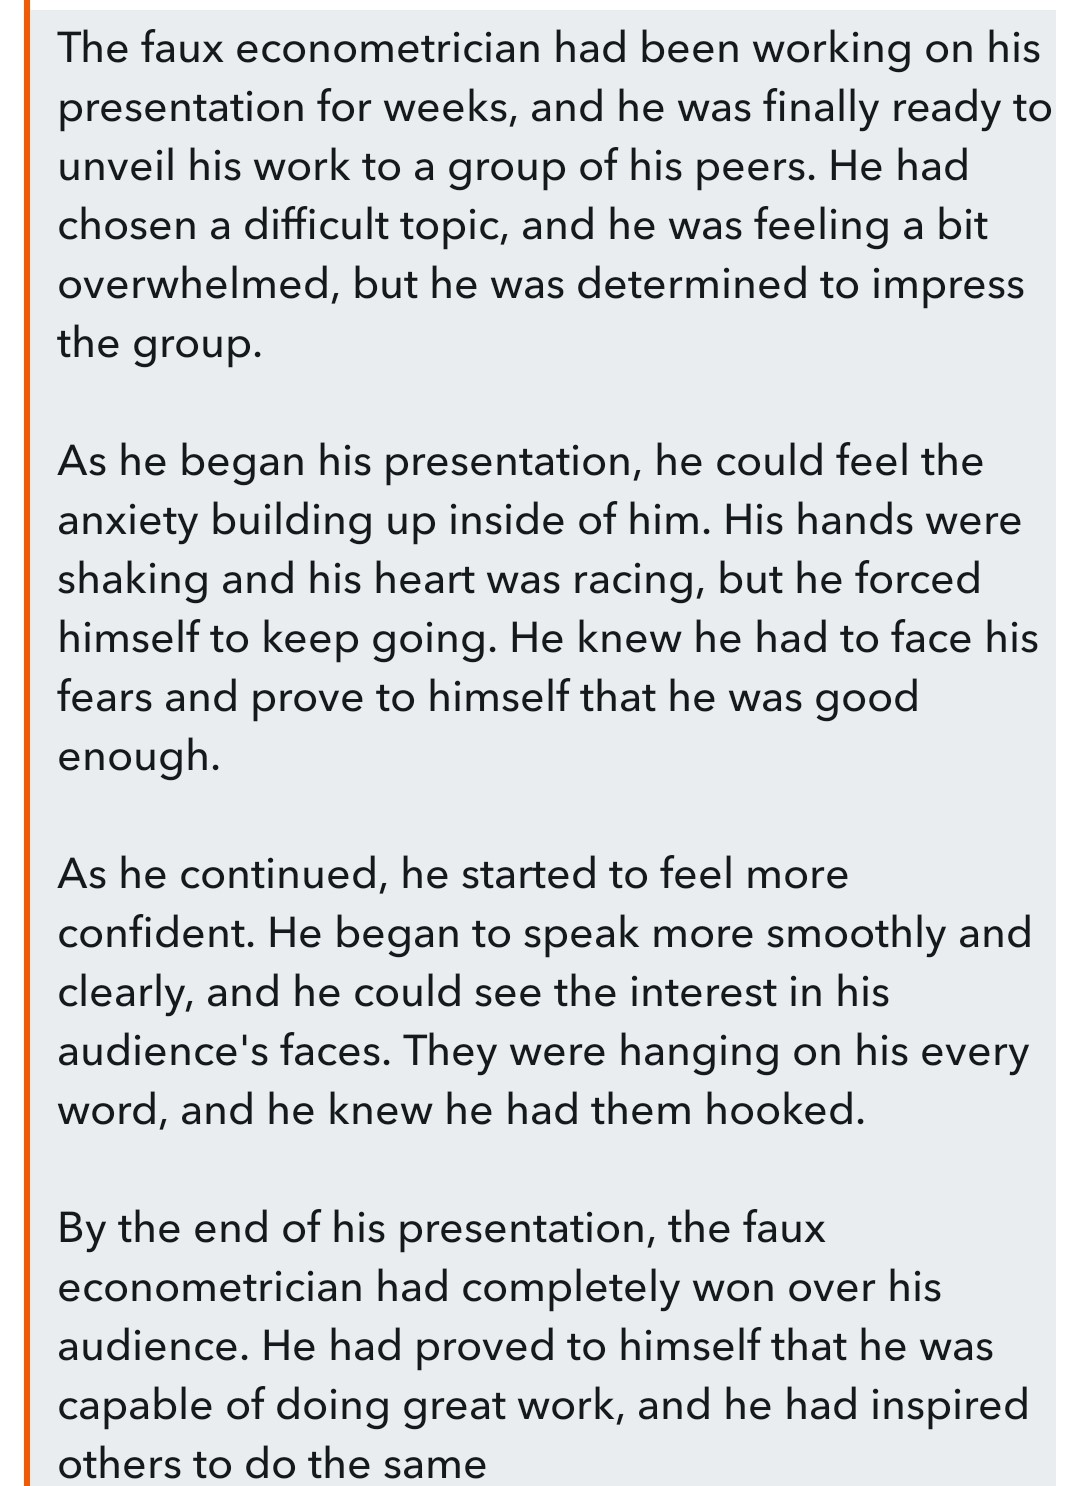 The faux econometrician had been working on his
presentation for weeks, and he was finally ready to
unveil his work to a group of his peers. He had
chosen a difficult topic, and he was feeling a bit
overwhelmed, but he was determined to impress
the group.
As he began his presentation, he could feel the
anxiety building up inside of him. His hands were
shaking and his heart was racing, but he forced
himself to keep going. He knew he had to face his
fears and prove to himself that he was good
enough.
As he continued, he started to feel more
confident. He began to speak more smoothly and
clearly, and he could see the interest in his
audience's faces. They were hanging on his every
word, and he knew he had them hooked.
By the end of his presentation, the faux
econometrician had completely won over his
audience. He had proved to himself that he was
capable of doing great work, and he had inspired
others to do the same